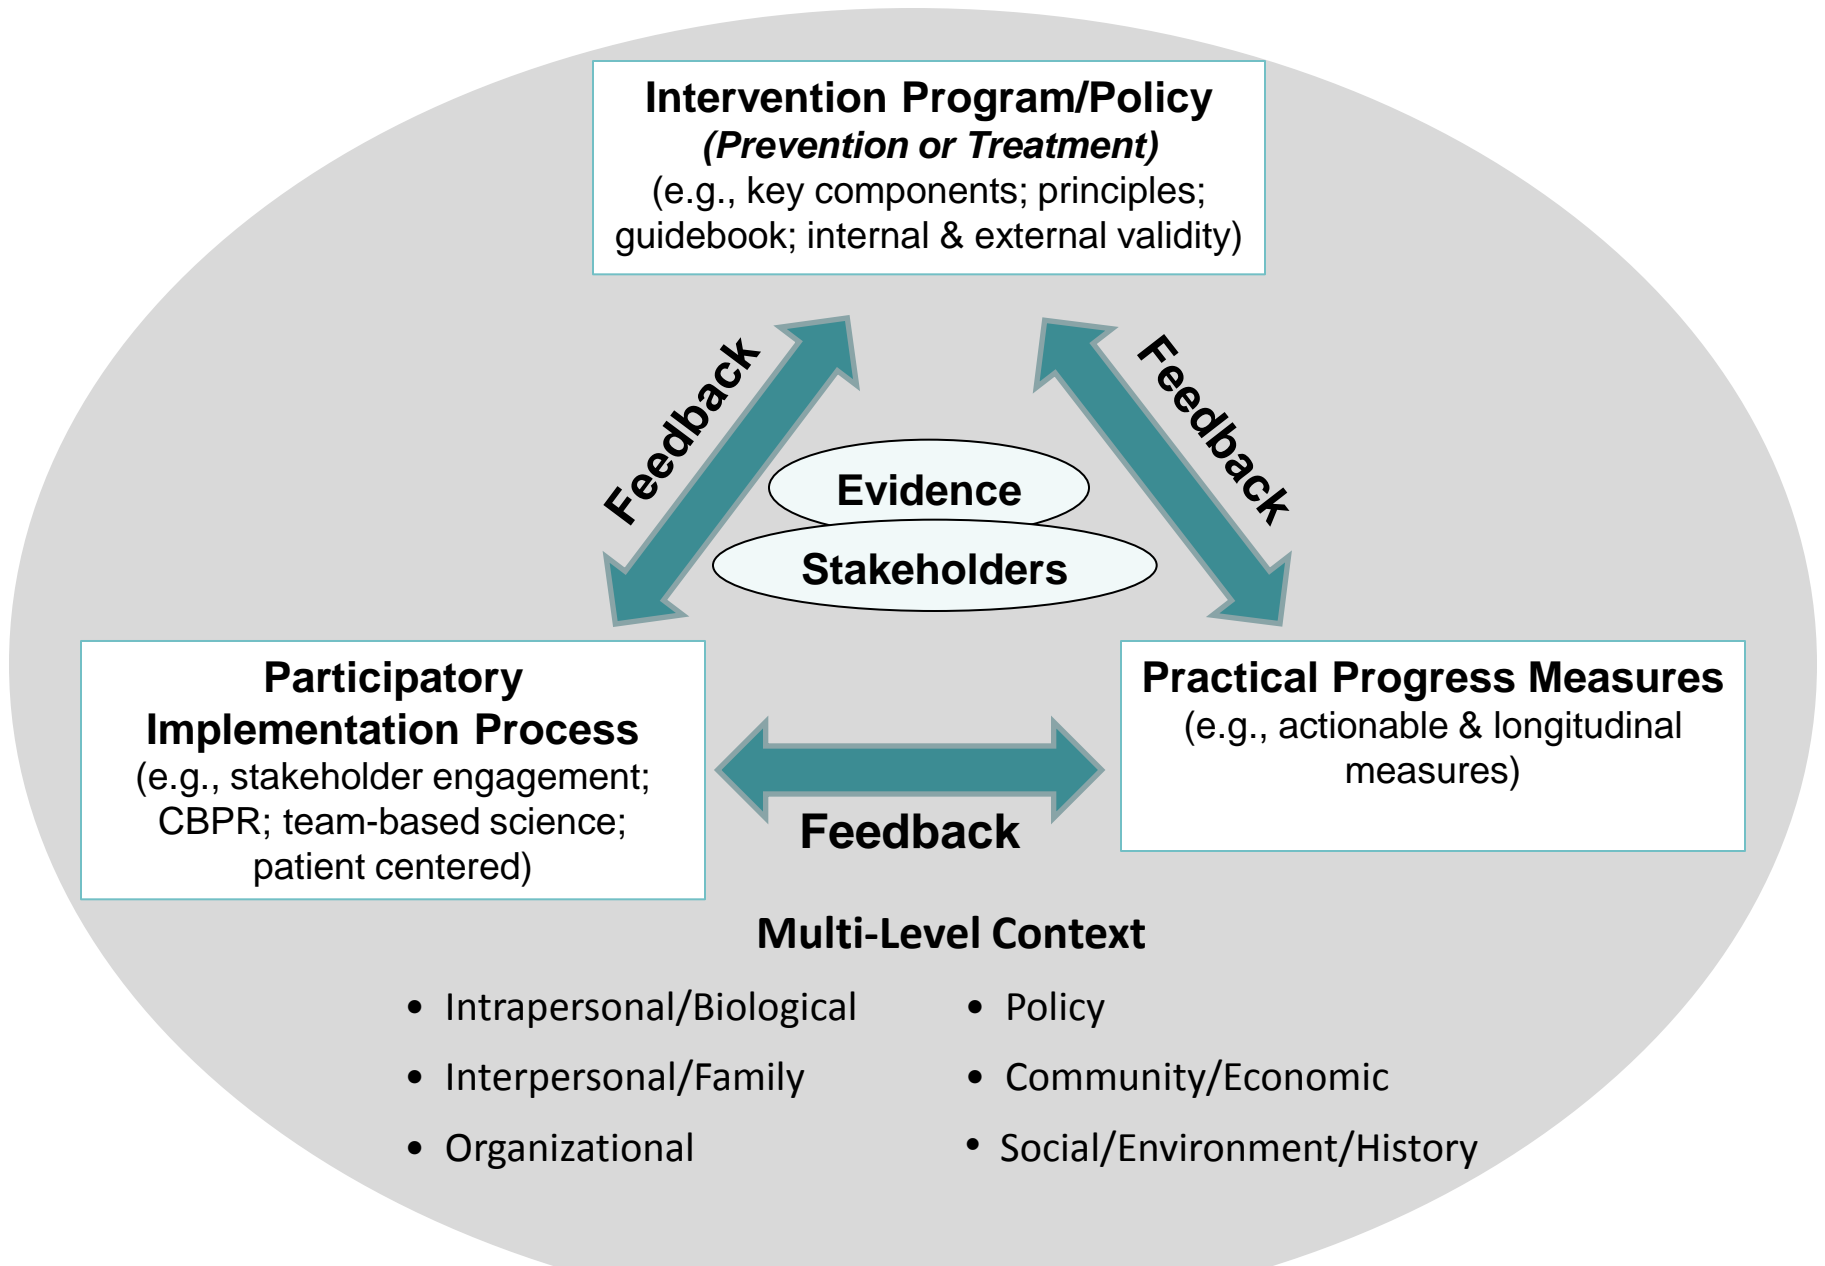 Intervention Program/Policy
(Prevention or Treatment)
(e.g., key components; principles;
guidebook; internal & external validity)
Feedback
Feedback
Evidence
Stakeholders
Participatory
Implementation Process
(e.g., stakeholder engagement;
CBPR; team-based science;
patient centered)
Practical Progress Measures
(e.g., actionable & longitudinal
measures)
Feedback
Multi-Level Context
• Intrapersonal/Biological
• Interpersonal/Family
• Organizational
• Policy
• Community/Economic
• Social/Environment/History